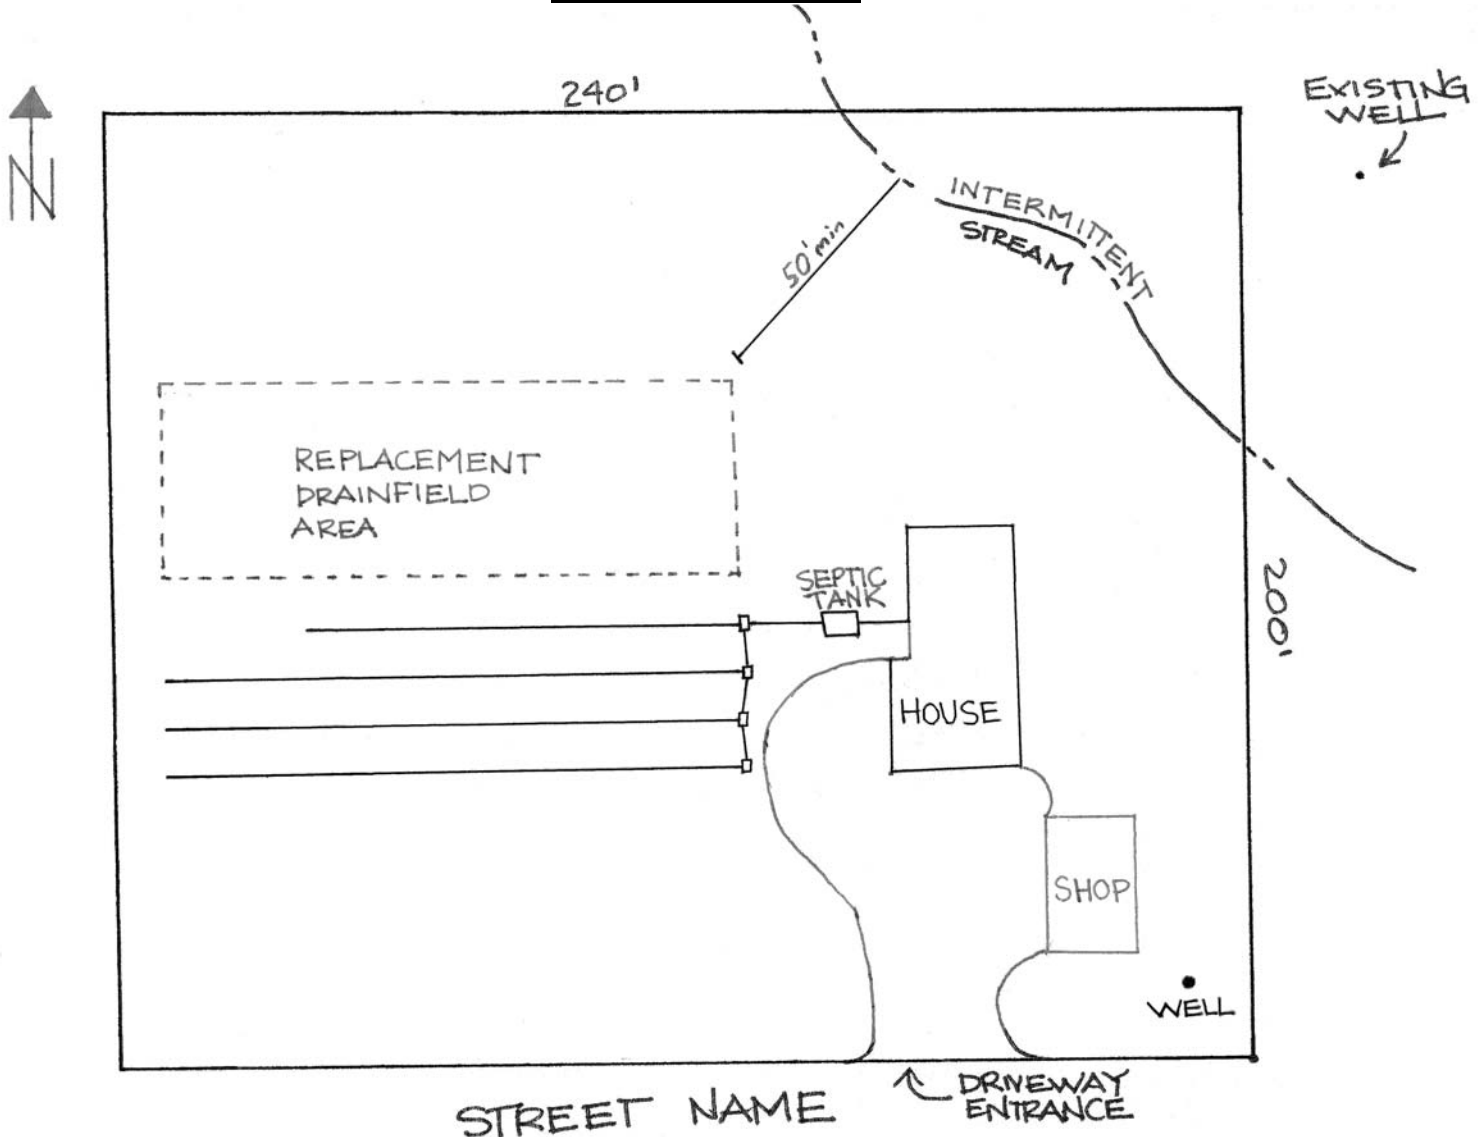 240'
EXISTING
WELL
N
INTERMITTENT
STREAM
50' min
REPLACEMENT
DRAINFIELD
AREA
SEPTIC
TANK
200'
HOUSE
SHOP
WELL
DRIVEWAY
ENTRANCE
STREET NAME